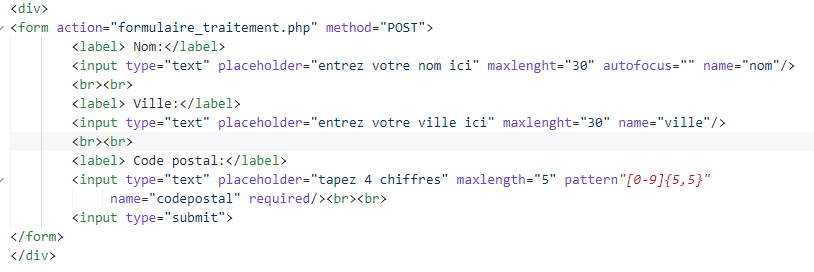 <div>
<form action="formulaire_traitement.php" method="POST">
<label> Nom:</label>
<input type="text" placeholder="entrez votre nom ici" maxlenght="30" autofocus="" name="nom"/>
<br><br>
<label> Ville:</label>
<input type="text" placeholder="entrez votre ville ici" maxlenght="30" name="ville"/>
<br><br>
<label> Code postal:</label>
<input type="text" placeholder="tapez 4 chiffres" maxlength="5" pattern"[0-9]{5,5}"
name="codepostal" required/><br><br>
<input type="submit">
</form>
</div>